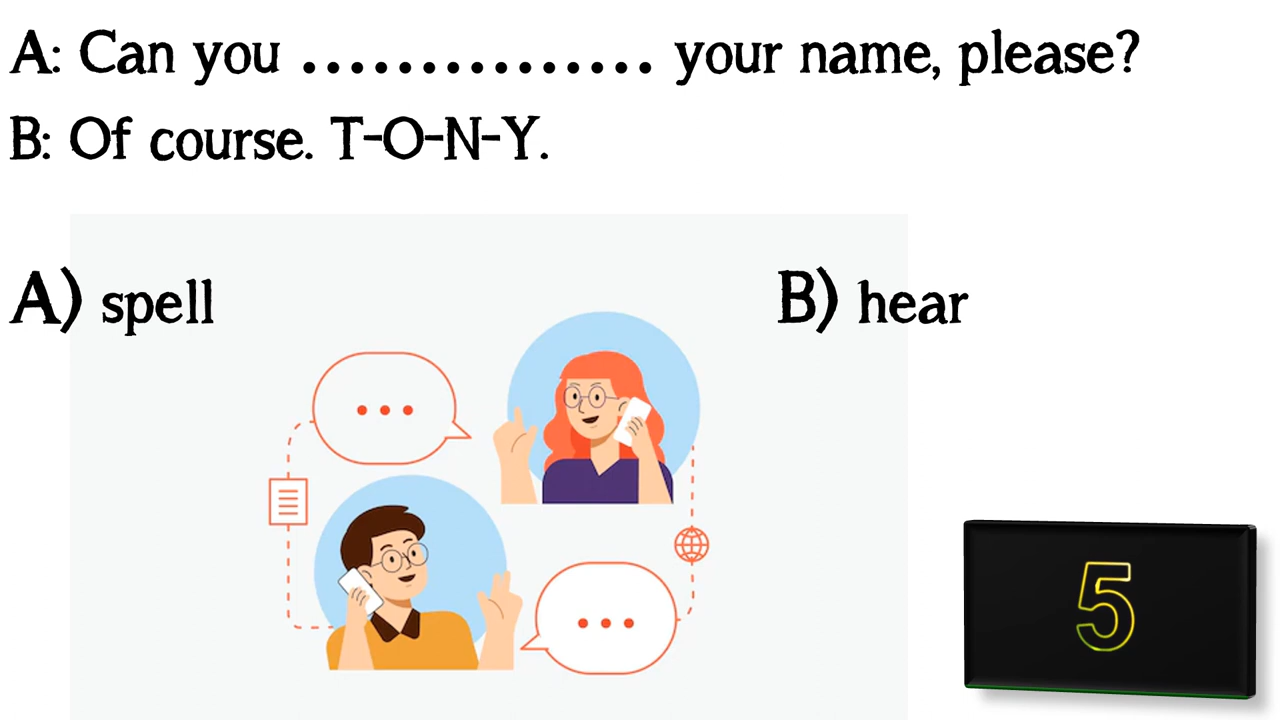 A: Can you ............... your name, please?
B: Of course. T-O-N-Y.
A) spell
B) hear
5